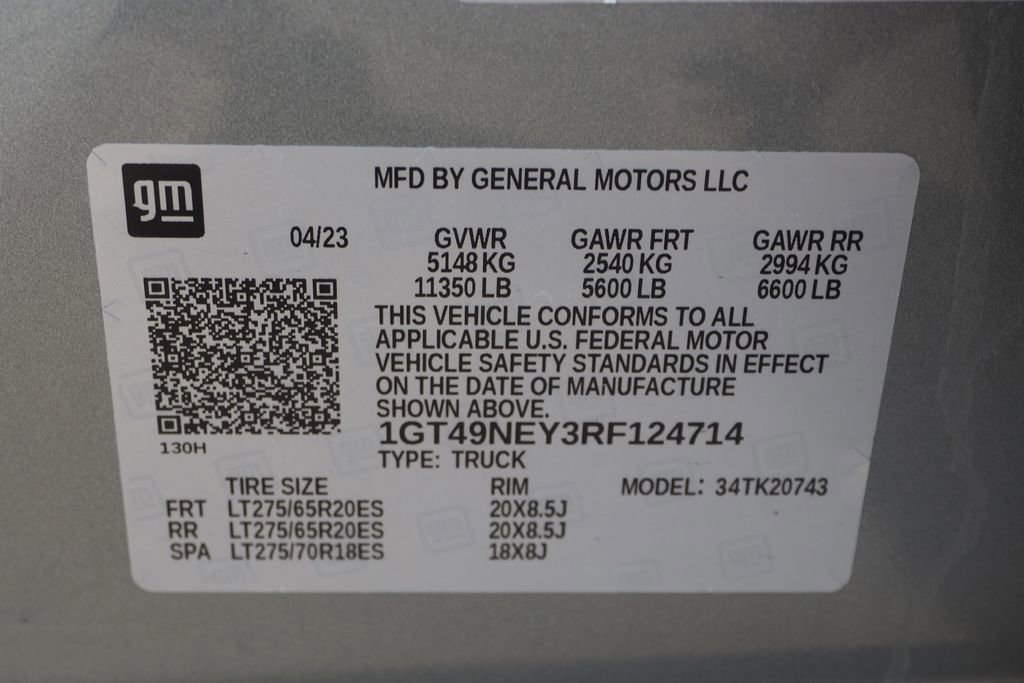 gm
MFD BY GENERAL MOTORS LLC
04/23 GVWR GAWR FRT GAWR RR
5148 KG 2540 KG 2994 KG
11350 LB 5600 LB 6600 LB
THIS VEHICLE CONFORMS TO ALL
APPLICABLE U.S. FEDERAL MOTOR
VEHICLE SAFETY STANDARDS IN EFFECT
ON THE DATE OF MANUFACTURE
SHOWN ABOVE.
1GT49NEY3RF124714
130H
TYPE: TRUCK
TIRE SIZE RIM MODEL: 34TK20743
FRT LT275/65R20ES 20X8.5J
RR LT275/65R20ES 20X8.5J
SPA LT275/70R18ES 18X8J